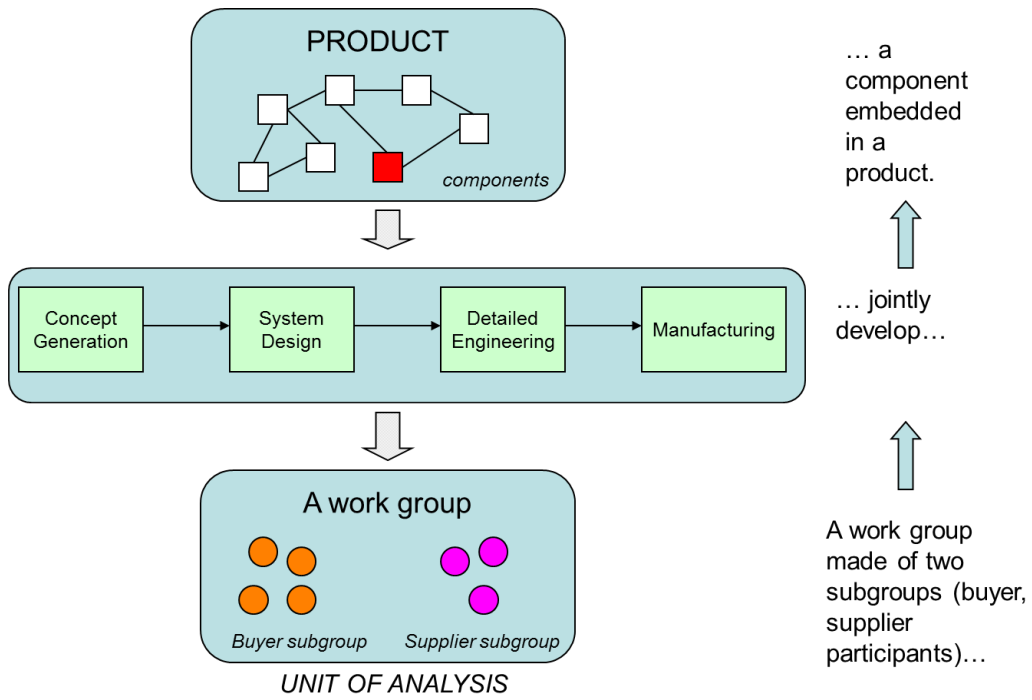 PRODUCT
components
… a
component
embedded
in a
product.
Concept
Generation
System
Design
Detailed
Engineering
Manufacturing
… jointly
develop…
A work group
Buyer subgroup
Supplier subgroup
UNIT OF ANALYSIS
A work group
made of two
subgroups (buyer,
supplier
participants)…